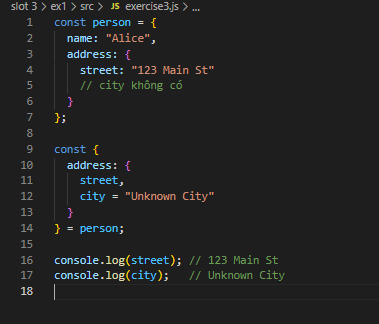 slot 3 > ex1 > src > JS exercise3.js > ...
1 const person = {
2   name: "Alice",
3   address: {
4     street: "123 Main St"
5     // city không có
6   }
7 };
8
9 const {
10   address: {
11     street,
12     city = "Unknown City"
13   }
14 } = person;
15
16 console.log(street); // 123 Main St
17 console.log(city);   // Unknown City
18